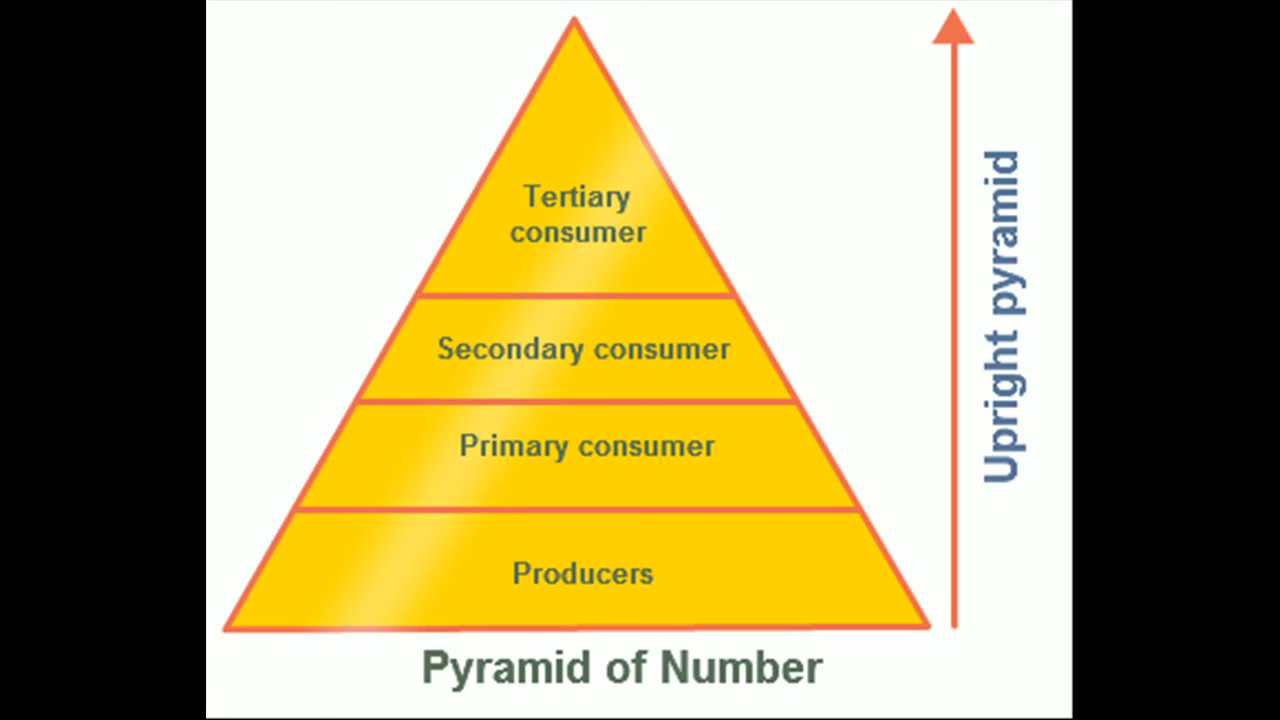 Tertiary
consumer
Secondary consumer
Primary consumer
Producers
Pyramid of Number
Upright pyramid